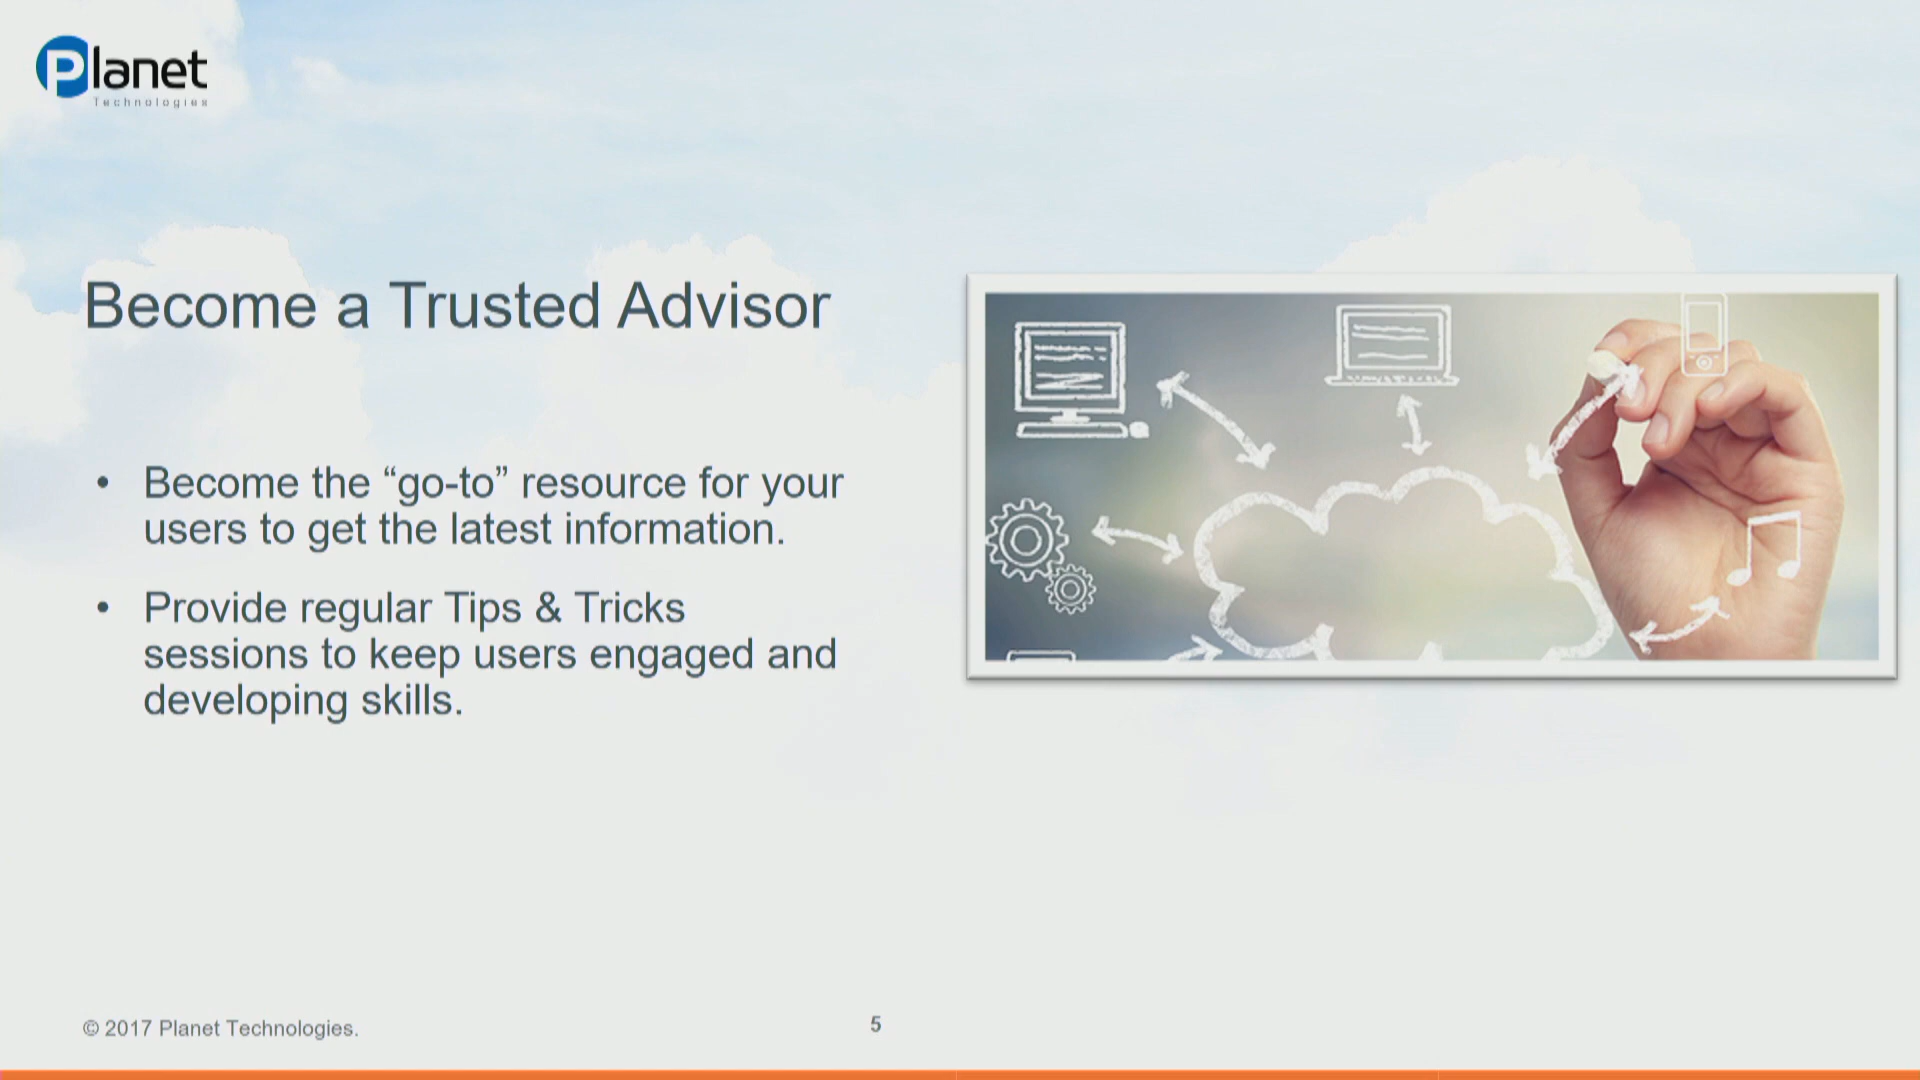 Planet
Technologies
Become a Trusted Advisor
• Become the “go-to” resource for your
users to get the latest information.
• Provide regular Tips & Tricks
sessions to keep users engaged and
developing skills.
© 2017 Planet Technologies.
5